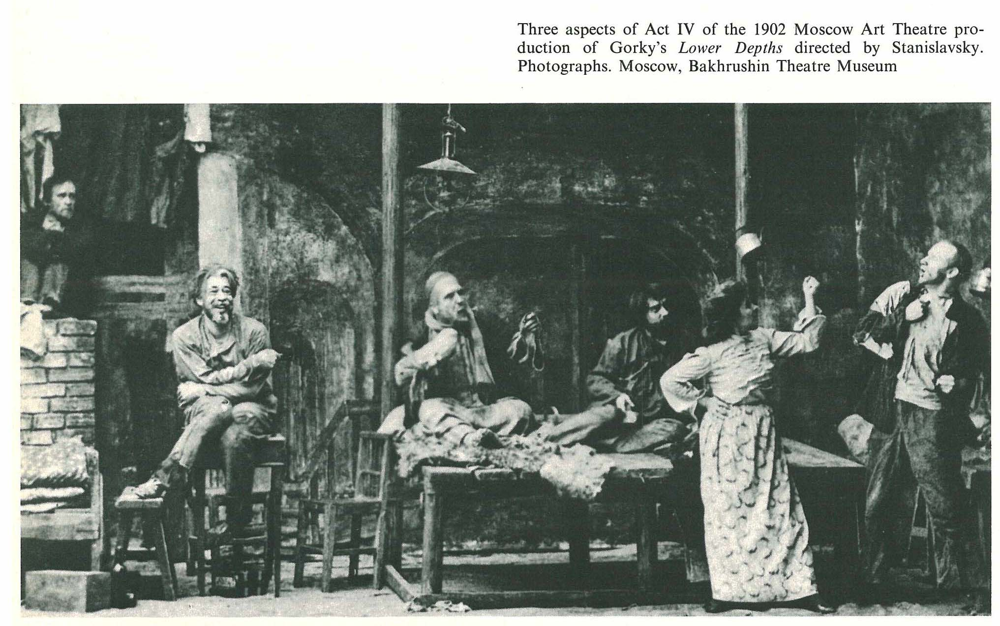 Three aspects of Act IV of the 1902 Moscow Art Theatre pro-
duction of Gorky's Lower Depths directed by Stanislavsky.
Photographs. Moscow, Bakhrushin Theatre Museum